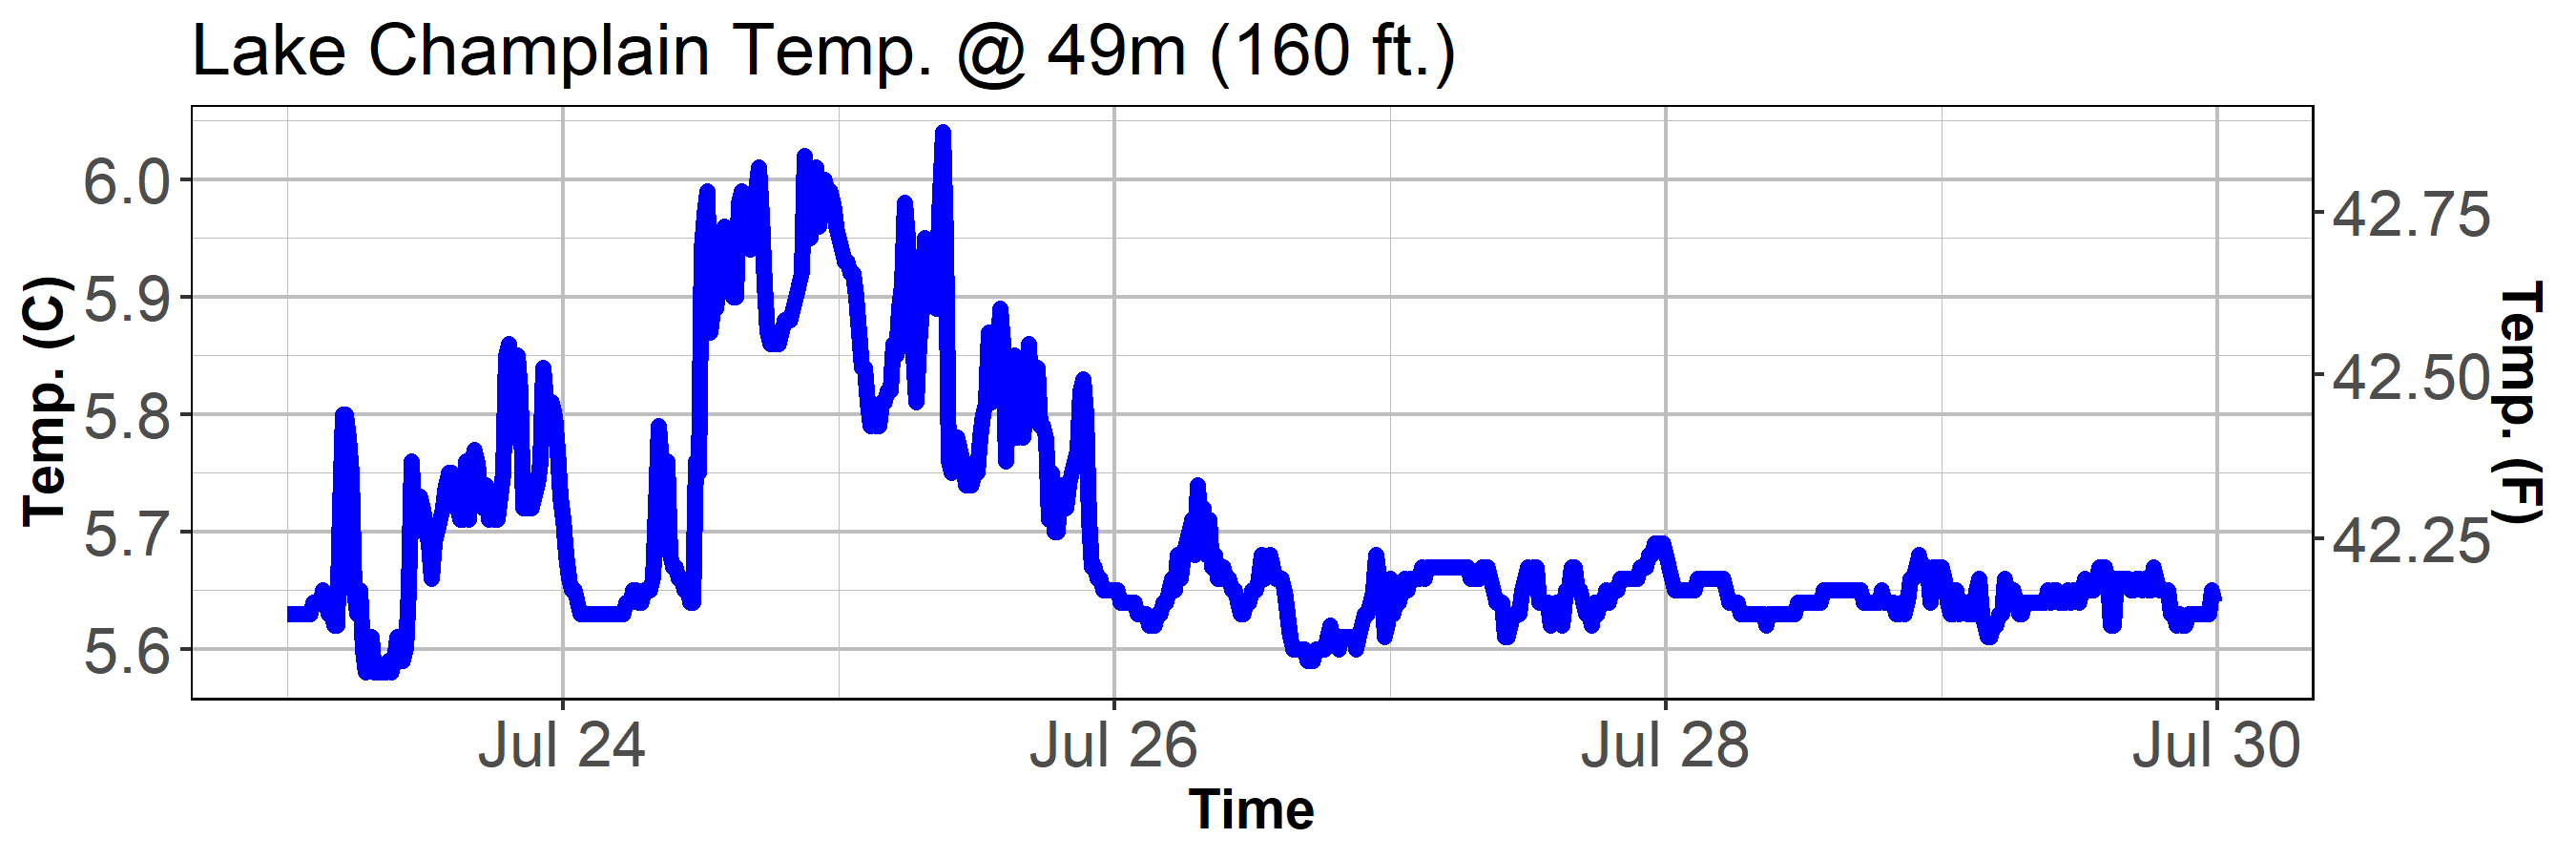 Lake Champlain Temp. @ 49m (160 ft.)
Temp. (C)
6.0
5.9
5.8
5.7
5.6
42.75
42.50
42.25
Temp. (F)
Jul 24
Jul 26
Jul 28
Jul 30
Time